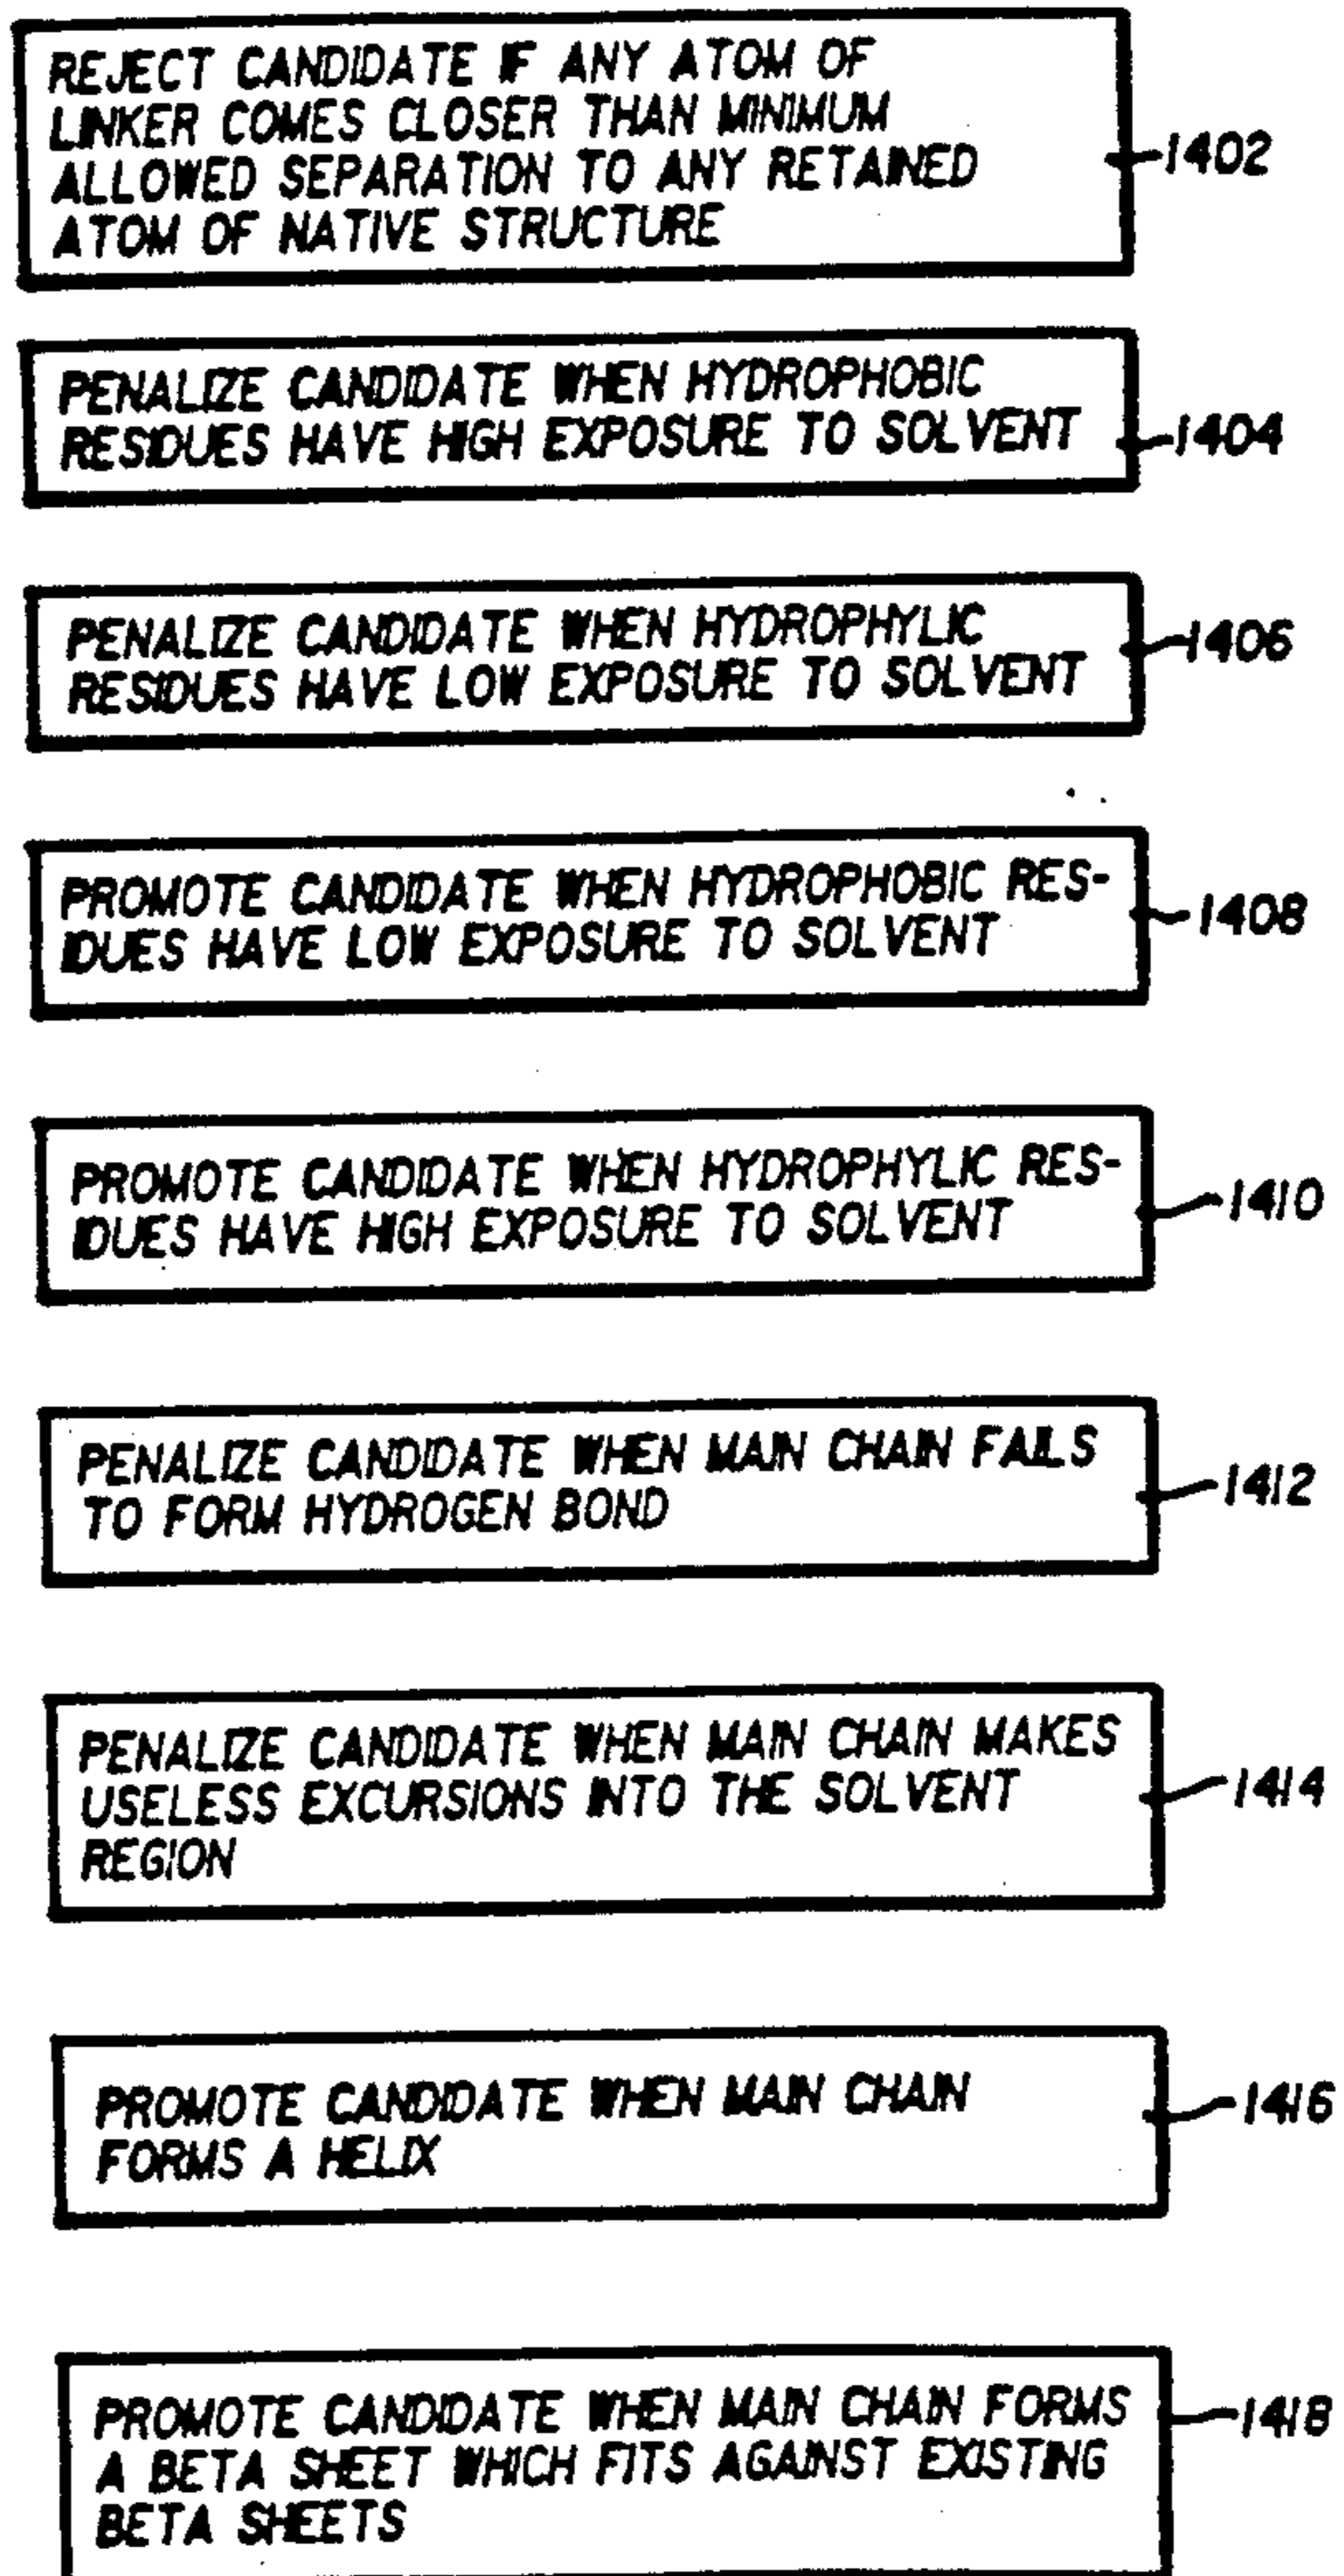 REJECT CANDIDATE IF ANY ATOM OF
LINKER COMES CLOSER THAN MINIMUM
ALLOWED SEPARATION TO ANY RETAINED
ATOM OF NATIVE STRUCTURE
1402
PENALIZE CANDIDATE WHEN HYDROPHOBIC
RESIDUES HAVE HIGH EXPOSURE TO SOLVENT
1404
PENALIZE CANDIDATE WHEN HYDROPHYLIC
RESIDUES HAVE LOW EXPOSURE TO SOLVENT
1406
PROMOTE CANDIDATE WHEN HYDROPHOBIC RES-
IDUES HAVE LOW EXPOSURE TO SOLVENT
1408
PROMOTE CANDIDATE WHEN HYDROPHYLIC RES-
IDUES HAVE HIGH EXPOSURE TO SOLVENT
1410
PENALIZE CANDIDATE WHEN MAIN CHAIN FAILS
TO FORM HYDROGEN BOND
1412
PENALIZE CANDIDATE WHEN MAIN CHAIN MAKES
USELESS EXCURSIONS INTO THE SOLVENT
REGION
1414
PROMOTE CANDIDATE WHEN MAIN CHAIN
FORMS A HELIX
1416
PROMOTE CANDIDATE WHEN MAIN CHAIN FORMS
A BETA SHEET WHICH FITS AGAINST EXISTING
BETA SHEETS
1418